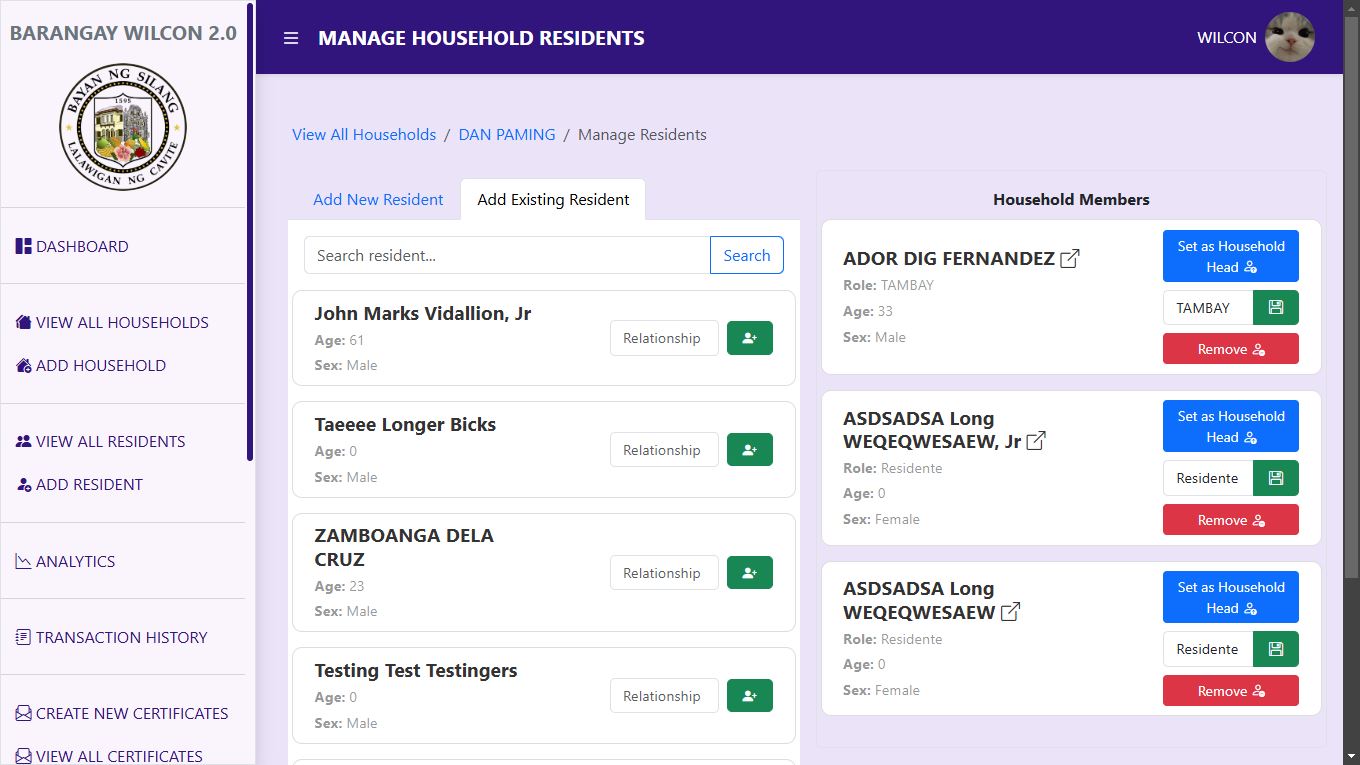 BARANGAY WILCON 2.0
BAYAN NG SILANG
1595
LALAWIGAN NG CAVITE
DASHBOARD
VIEW ALL HOUSEHOLDS
ADD HOUSEHOLD
VIEW ALL RESIDENTS
ADD RESIDENT
ANALYTICS
TRANSACTION HISTORY
CREATE NEW CERTIFICATES
VIEW ALL CERTIFICATES
MANAGE HOUSEHOLD RESIDENTS
WILCON
View All Households / DAN PAMING / Manage Residents
Add New Resident
Add Existing Resident
Search resident...
Search
John Marks Vidallion, Jr
Age: 61
Sex: Male
Relationship
Taeeee Longer Bicks
Age: 0
Sex: Male
Relationship
ZAMBOANGA DELA
CRUZ
Age: 23
Sex: Male
Relationship
Testing Test Testingers
Age: 0
Sex: Male
Relationship
Household Members
ADOR DIG FERNANDEZ
Role: TAMBAY
Age: 33
Sex: Male
Set as Household
Head
TAMBAY
Remove
ASDSADSA Long
WEQEQWESAEW, Jr
Role: Residente
Age: 0
Sex: Female
Set as Household
Head
Residente
Remove
ASDSADSA Long
WEQEQWESAEW
Role: Residente
Age: 0
Sex: Female
Set as Household
Head
Residente
Remove